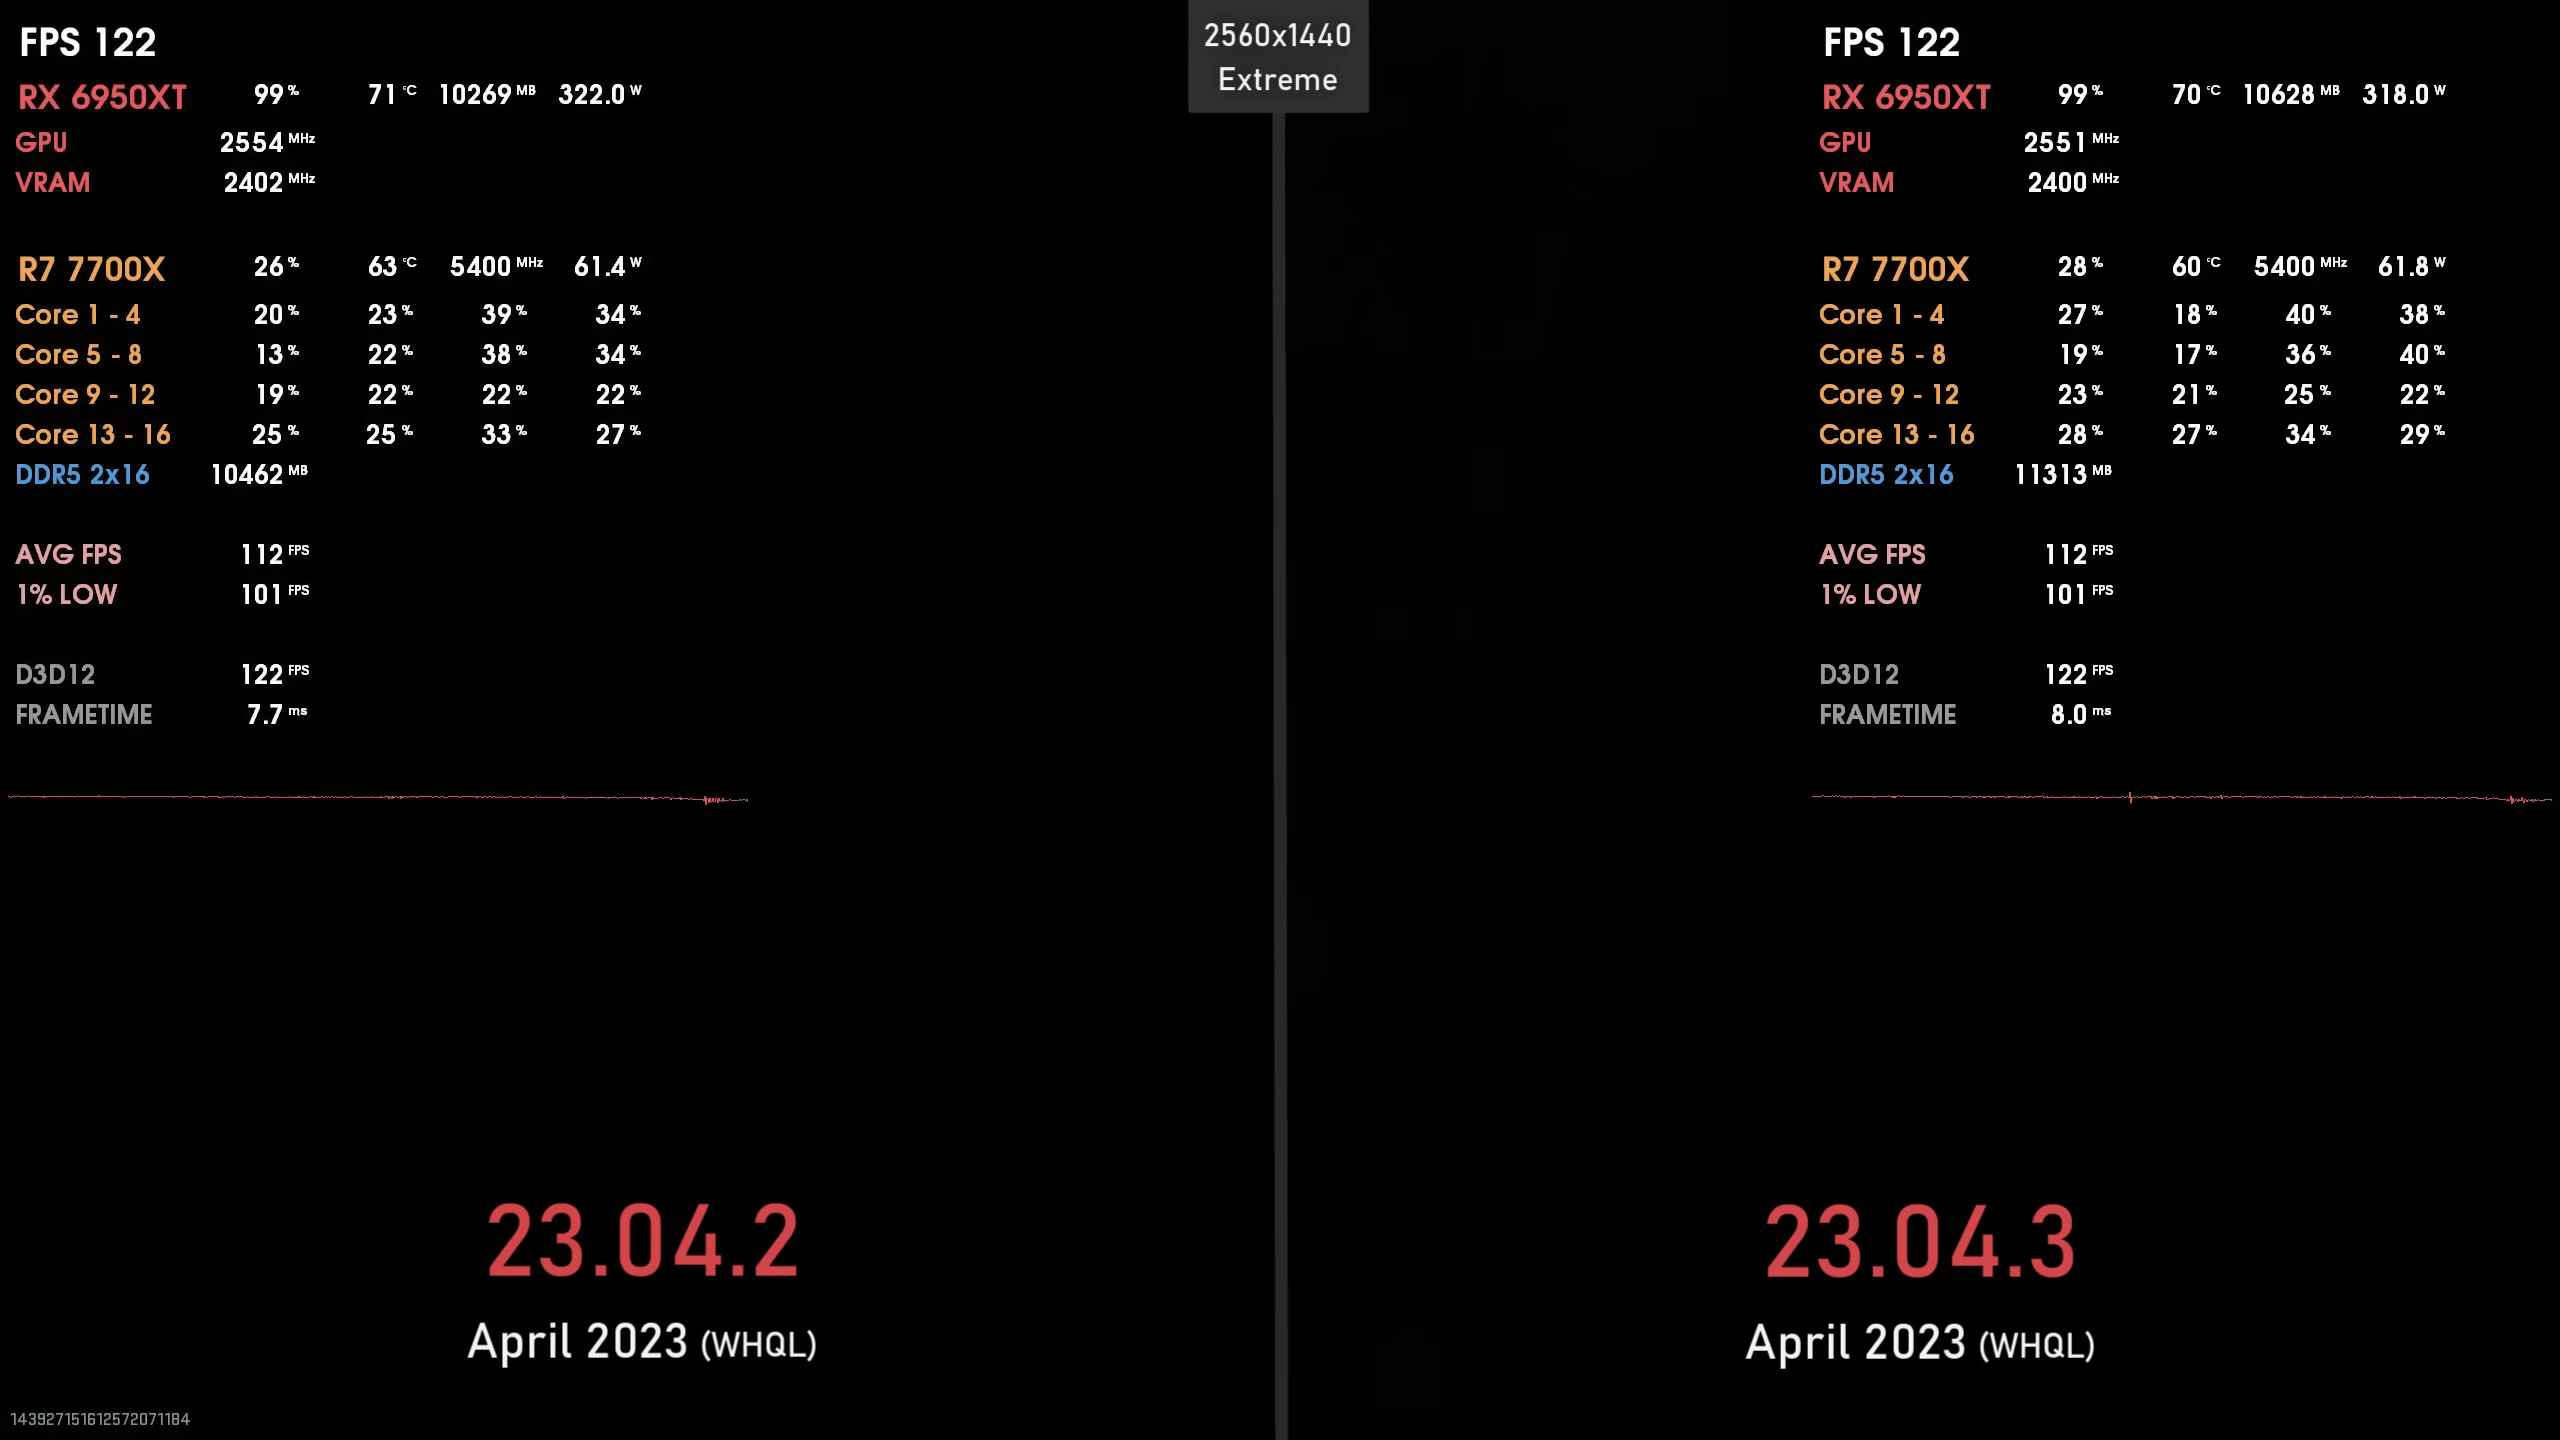 FPS 122
RX 6950XT 99 % 71 °C 10269 MB 322.0 W
GPU 2554 MHz
VRAM 2402 MHz
R7 7700X 26 % 63 °C 5400 MHz 61.4 W
Core 1 - 4 20 % 23 % 39 % 34 %
Core 5 - 8 13 % 22 % 38 % 34 %
Core 9 - 12 19 % 22 % 22 % 22 %
Core 13 - 16 25 % 25 % 33 % 27 %
DDR5 2x16 10462 MB
AVG FPS 112 FPS
1% LOW 101 FPS
D3D12 122 FPS
FRAMETIME 7.7 ms
23.04.2
April 2023 (WHQL)
143927151612572071184
2560x1440
Extreme
FPS 122
RX 6950XT 99 % 70 °C 10628 MB 318.0 W
GPU 2551 MHz
VRAM 2400 MHz
R7 7700X 28 % 60 °C 5400 MHz 61.8 W
Core 1 - 4 27 % 18 % 40 % 38 %
Core 5 - 8 19 % 17 % 36 % 40 %
Core 9 - 12 23 % 21 % 25 % 22 %
Core 13 - 16 28 % 27 % 34 % 29 %
DDR5 2x16 11313 MB
AVG FPS 112 FPS
1% LOW 101 FPS
D3D12 122 FPS
FRAMETIME 8.0 ms
23.04.3
April 2023 (WHQL)